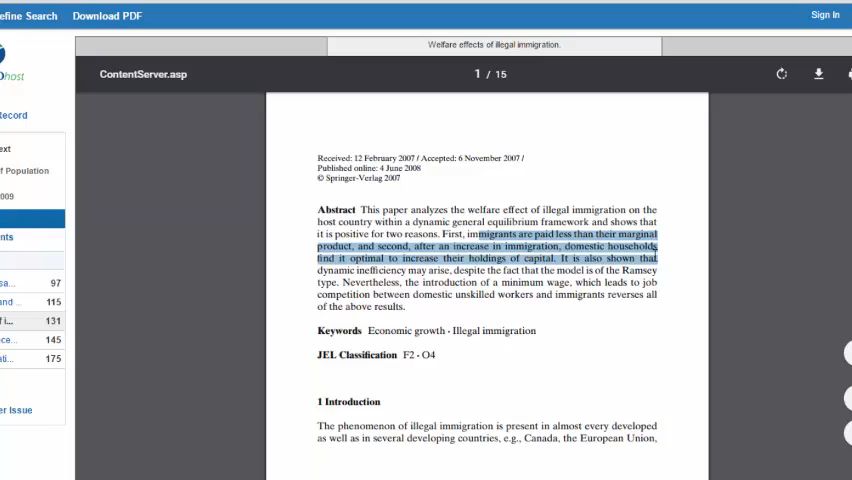 efine Search Download PDF Sign In
Welfare effects of illegal immigration.
ContentServer.asp 1 / 15
host
Record
ext
of Population
009
nts
sa... 97
and ... 115
f i... 131
ece... 145
ati... 175
er Issue
Received: 12 February 2007 / Accepted: 6 November 2007 /
Published online: 4 June 2008
© Springer-Verlag 2007
Abstract This paper analyzes the welfare effect of illegal immigration on the
host country within a dynamic general equilibrium framework and shows that
it is positive for two reasons. First, immigrants are paid less than their marginal
product, and second, after an increase in immigration, domestic households
find it optimal to increase their holdings of capital. It is also shown that
dynamic inefficiency may arise, despite the fact that the model is of the Ramsey
type. Nevertheless, the introduction of a minimum wage, which leads to job
competition between domestic unskilled workers and immigrants reverses all
of the above results.
Keywords Economic growth · Illegal immigration
JEL Classification F2 · O4
1 Introduction
The phenomenon of illegal immigration is present in almost every developed
as well as in several developing countries, e.g., Canada, the European Union,